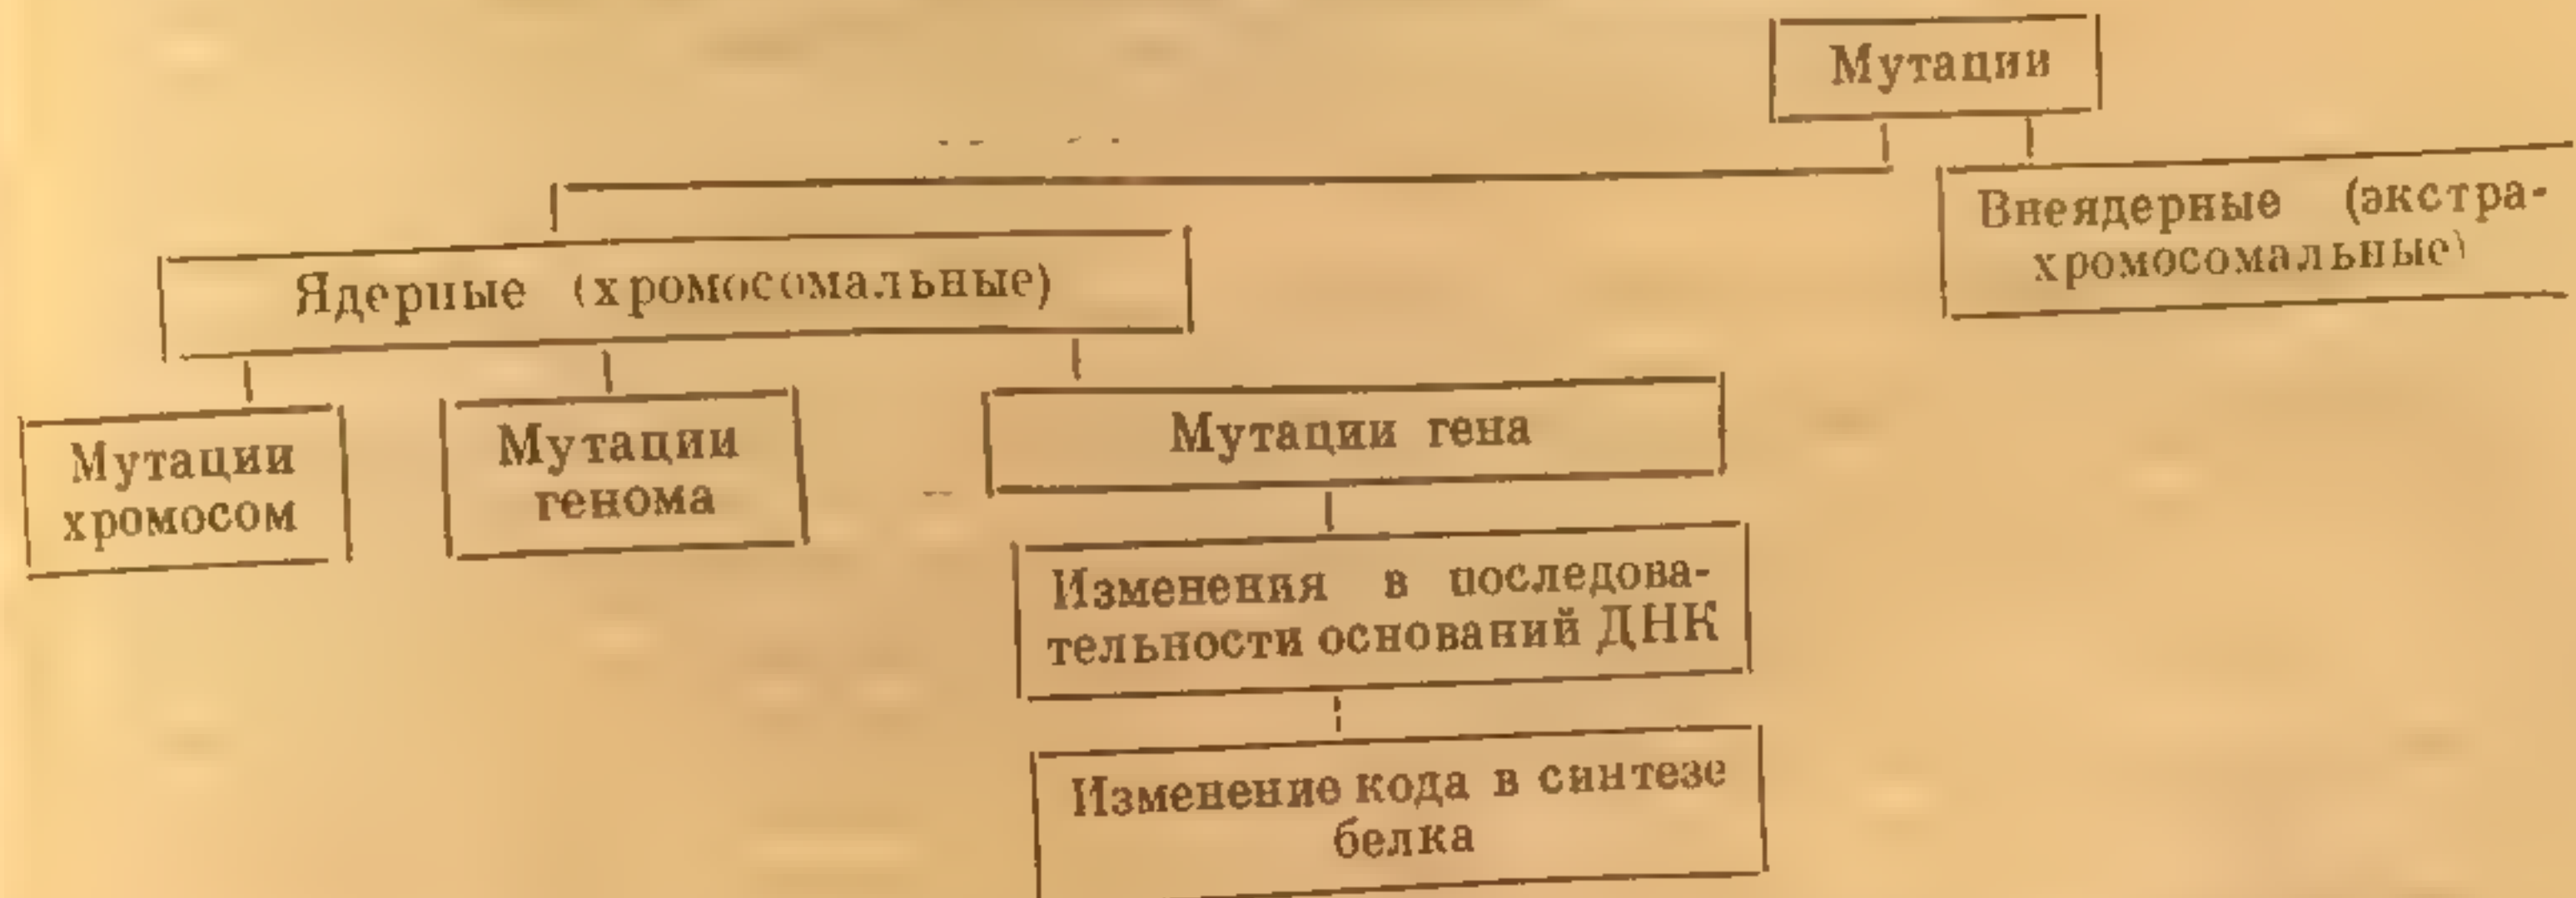 Мутации
Внеядерные (экстра-
хромосомальные)
Ядерные (хромосомальные)
Мутации
хромосом
Мутации
генома
Мутации гена
Изменения в последова-
тельности оснований ДНК
Изменение кода в синтезе
белка